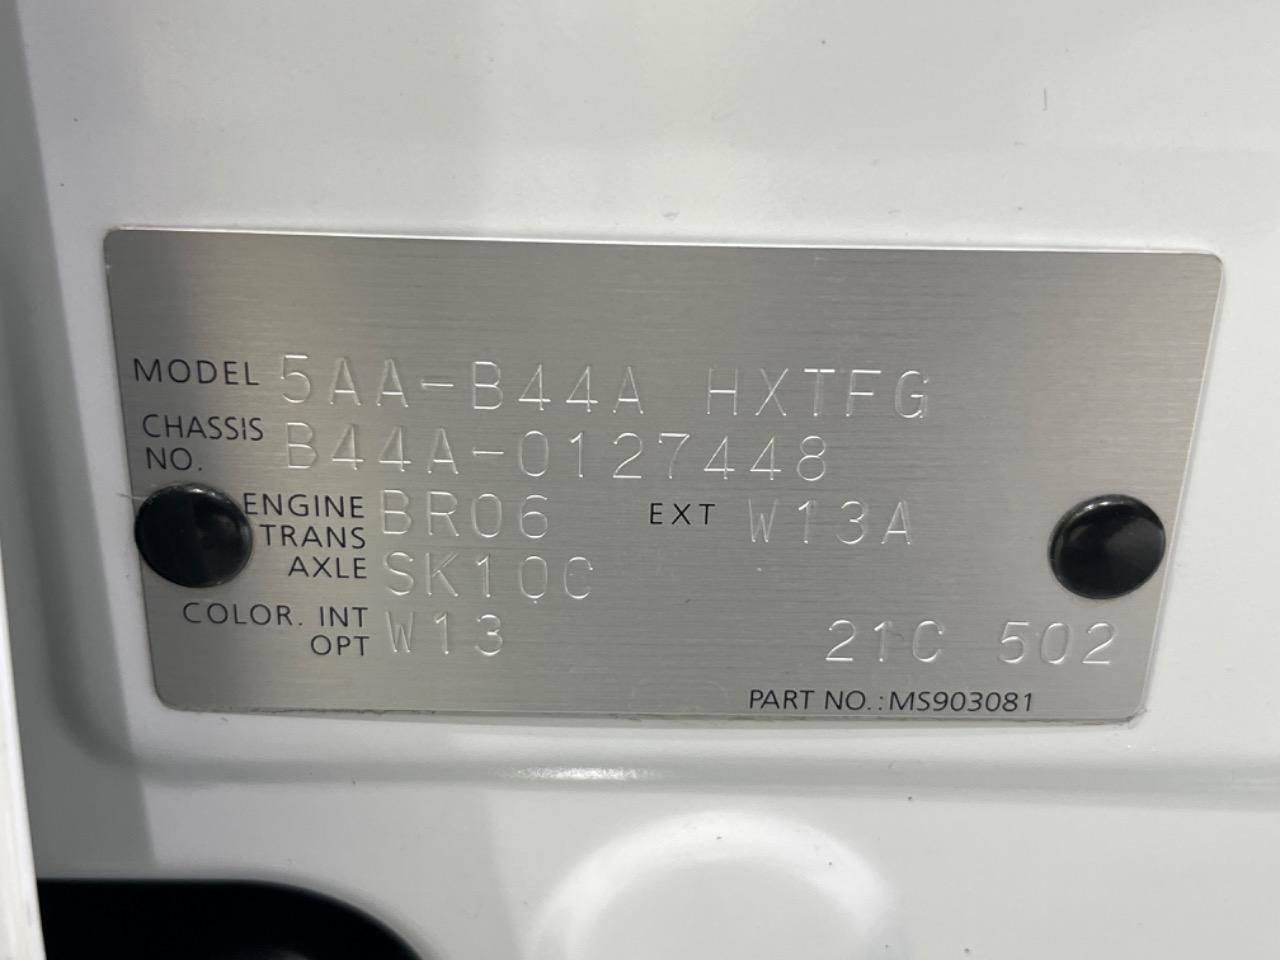 MODEL 5AA-B44A HXTFG
CHASSIS NO. B44A-0127448
ENGINE BR06 EXT W13A
TRANS AXLE SK10C
COLOR. INT OPT W13 21C 502
PART NO.:MS903081